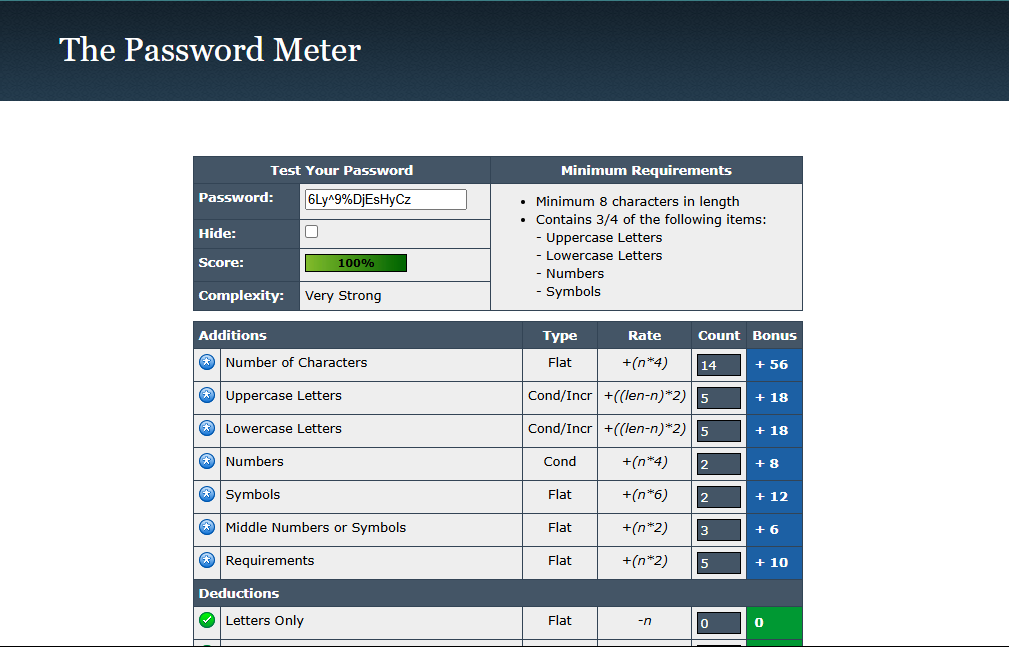 The Password Meter
Test Your Password Minimum Requirements
Password: 6Ly^9%DjEsHyCz
Hide:
Score: 100%
Complexity: Very Strong
• Minimum 8 characters in length
• Contains 3/4 of the following items:
- Uppercase Letters
- Lowercase Letters
- Numbers
- Symbols
Additions Type Rate Count Bonus
Number of Characters Flat +(n*4) 14 + 56
Uppercase Letters Cond/Incr +((len-n)*2) 5 + 18
Lowercase Letters Cond/Incr +((len-n)*2) 5 + 18
Numbers Cond +(n*4) 2 + 8
Symbols Flat +(n*6) 2 + 12
Middle Numbers or Symbols Flat +(n*2) 3 + 6
Requirements Flat +(n*2) 5 + 10
Deductions
Letters Only Flat -n 0 0